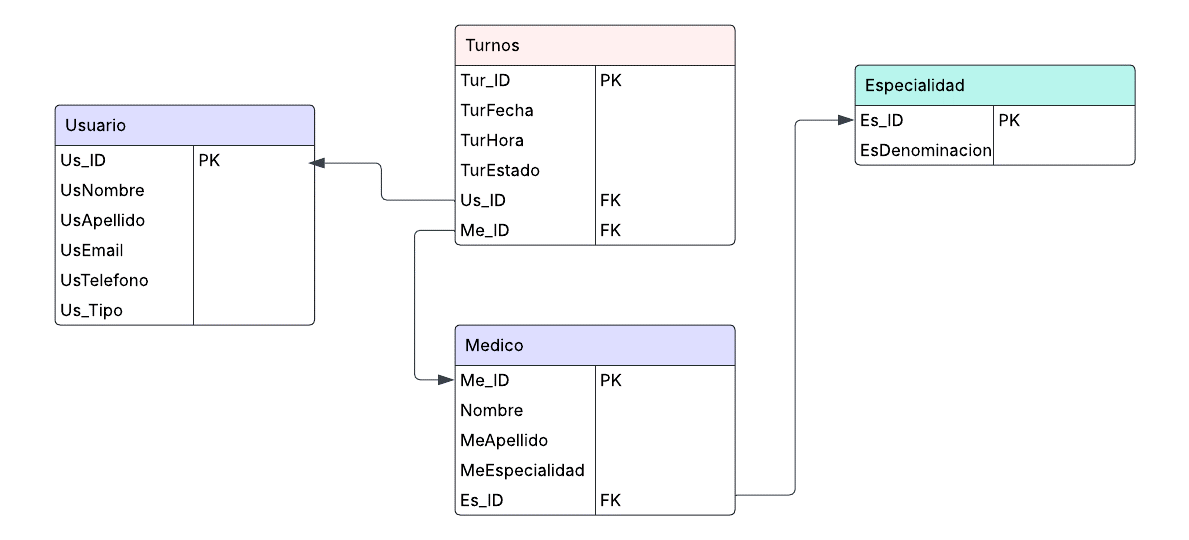 Usuario
Us_ID PK
UsNombre
UsApellido
UsEmail
UsTelefono
Us_Tipo
Turnos
Tur_ID PK
TurFecha
TurHora
TurEstado
Us_ID FK
Me_ID FK
Medico
Me_ID PK
Nombre
MeApellido
MeEspecialidad
Es_ID FK
Especialidad
Es_ID PK
EsDenominacion